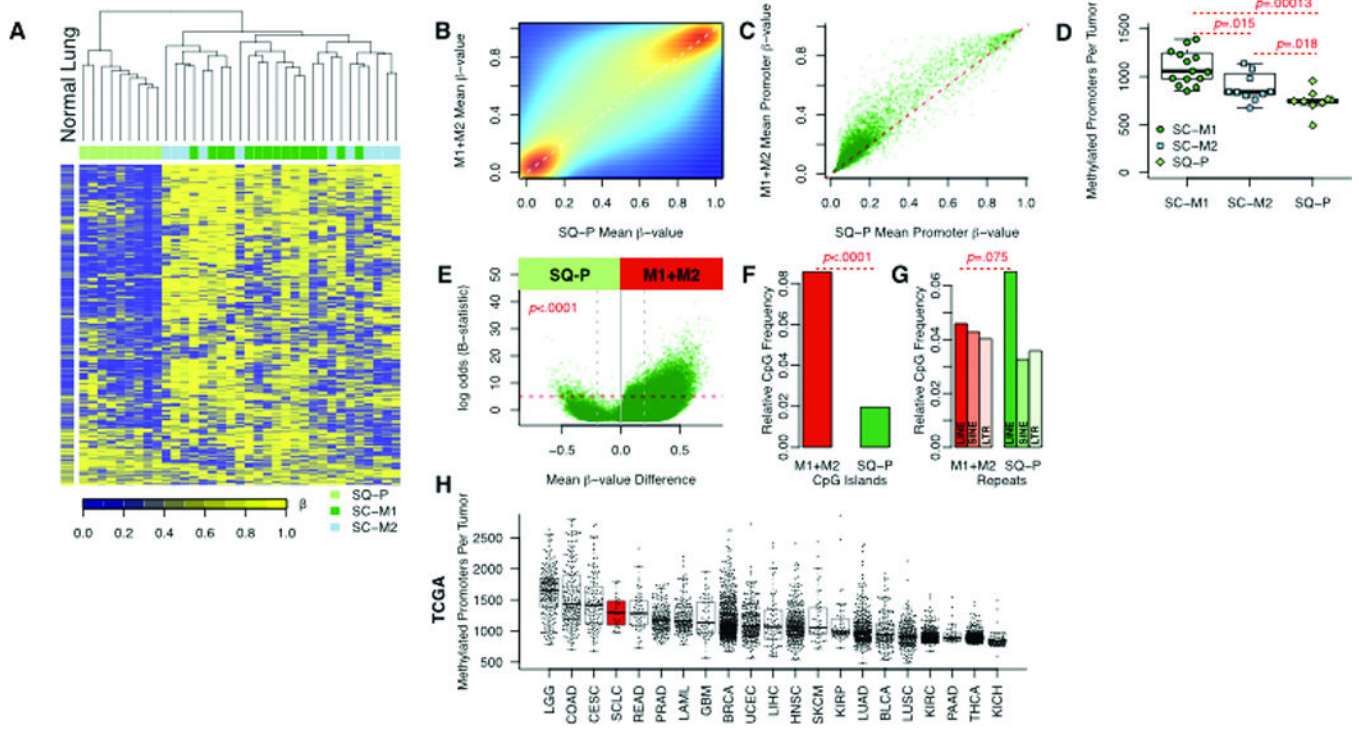 A
Normal Lung
0.0 0.2 0.4 0.6 0.8 1.0
β
SQ-P
SC-M1
SC-M2
B
M1+M2 Mean β-value
0.0 0.4 0.8
0.0 0.2 0.4 0.6 0.8 1.0
SQ-P Mean β-value
C
M1+M2 Mean Promoter β-value
0.0 0.4 0.8
0.0 0.2 0.4 0.6 0.8 1.0
SQ-P Mean Promoter β-value
D
Methylated Promoters Per Tumor
p=.00013
p=.015
p=.018
1500
1000
500
0
SC-M1
SC-M2
SQ-P
SC-M1 SC-M2 SQ-P
E
SQ-P M1+M2
p<.0001
log odds (B-statistic)
50
40
30
20
10
0
-0.5 0.0 0.5
Mean β-value Difference
F
p<.0001
Relative CpG Frequency
0.00 0.02 0.04 0.06 0.08
M1+M2 SQ-P
CpG Islands
G
p=.075
Relative CpG Frequency
0.00 0.02 0.04 0.06
LINE SINE LTR LINE SINE LTR
M1+M2 SQ-P
Repeats
H
TCGA
Methylated Promoters Per Tumor
2500
2000
1500
1000
500
LGG COAD CESC SCLC READ PRAD LAML GBM BRCA UCEC LIHC HNSC SKCM KIRP LUAD BLCA LUSC KIRC PAAD THCA KICH